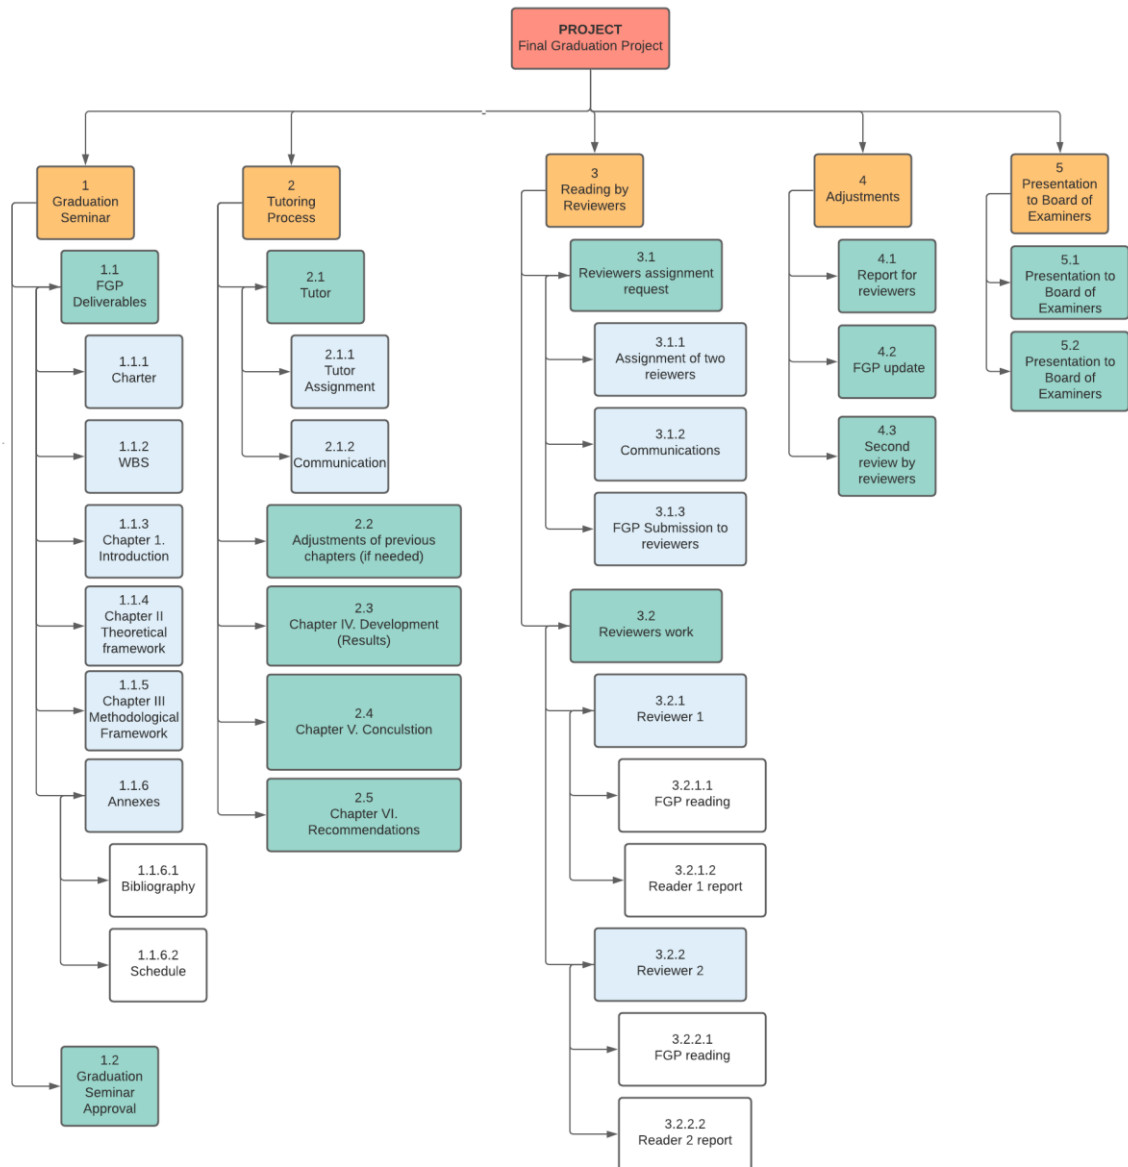 PROJECT
Final Graduation Project
1
Graduation
Seminar
1.1
FGP
Deliverables
1.1.1
Charter
1.1.2
WBS
1.1.3
Chapter 1.
Introduction
1.1.4
Chapter II
Theoretical
framework
1.1.5
Chapter III
Methodological
Framework
1.1.6
Annexes
1.1.6.1
Bibliography
1.1.6.2
Schedule
1.2
Graduation
Seminar
Approval
2
Tutoring
Process
2.1
Tutor
2.1.1
Tutor
Assignment
2.1.2
Communication
2.2
Adjustments of previous
chapters (if needed)
2.3
Chapter IV. Development
(Results)
2.4
Chapter V. Conculstion
2.5
Chapter VI.
Recommendations
3
Reading by
Reviewers
3.1
Reviewers assignment
request
3.1.1
Assignment of two
reiewers
3.1.2
Communications
3.1.3
FGP Submission to
reviewers
3.2
Reviewers work
3.2.1
Reviewer 1
3.2.1.1
FGP reading
3.2.1.2
Reader 1 report
3.2.2
Reviewer 2
3.2.2.1
FGP reading
3.2.2.2
Reader 2 report
4
Adjustments
4.1
Report for
reviewers
4.2
FGP update
4.3
Second
review by
reviewers
5
Presentation
to Board of
Examiners
5.1
Presentation to
Board of
Examiners
5.2
Presentation to
Board of
Examiners